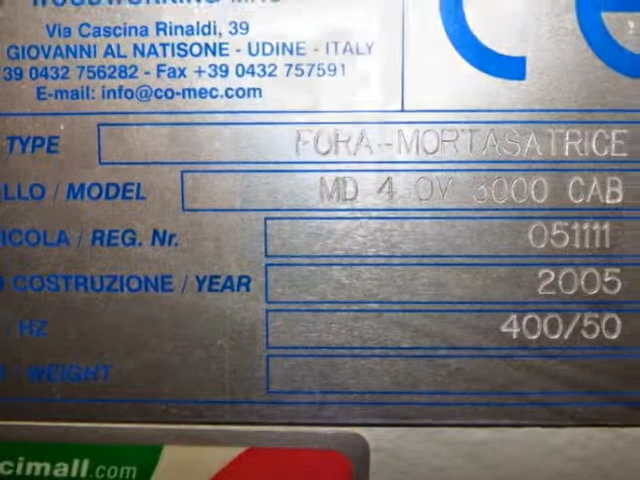 WOODWORKING
Via Cascina Rinaldi, 39
GIOVANNI AL NATISONE - UDINE - ITALY
39 0432 756282 - Fax +39 0432 757591
E-mail: info@co-mec.com
CE
TYPE FORA-MORTASATRICE
LLO / MODEL MD 4 OV 3000 CAB
ICOLA / REG. Nr. 051111
COSTRUZIONE / YEAR 2005
/ HZ 400/50
/ WEIGHT
cimall.com